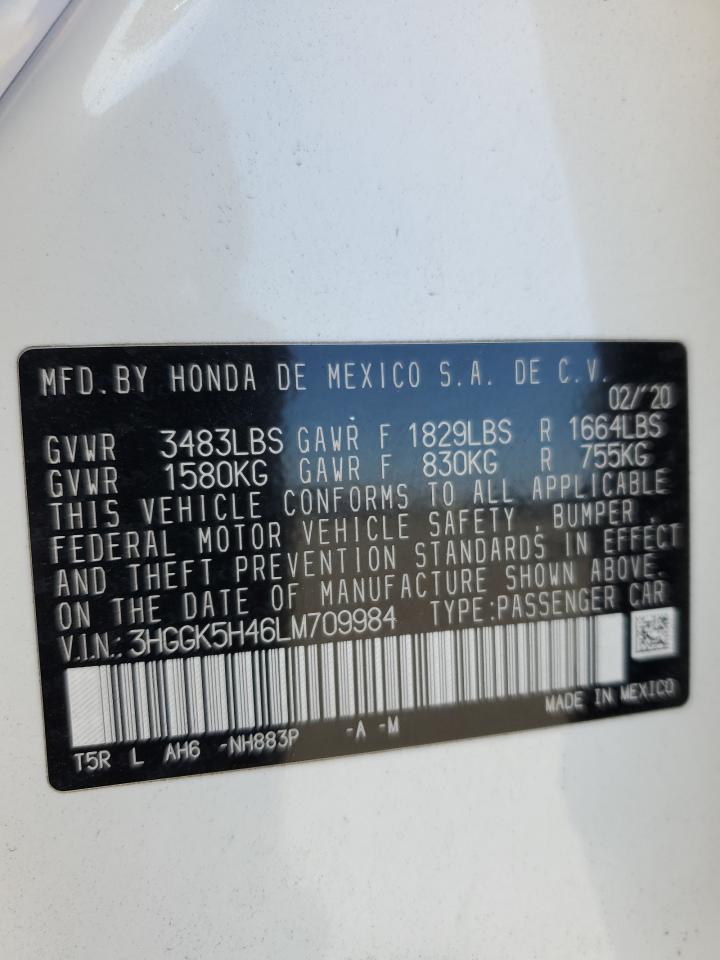 MFD.BY HONDA DE MEXICO S.A. DE C.V.
02/'20
GVWR 3483LBS GAWR F 1829LBS R 1664LBS
GVWR 1580KG GAWR F 830KG R 755KG
THIS VEHICLE CONFORMS TO ALL APPLICABLE
FEDERAL MOTOR VEHICLE SAFETY, BUMPER,
AND THEFT PREVENTION STANDARDS IN EFFECT
ON THE DATE OF MANUFACTURE SHOWN ABOVE.
V.I.N.: 3HGGK5H46LM709984 TYPE:PASSENGER CAR
MADE IN MEXICO
T5R L AH6 -NH883P -A -M